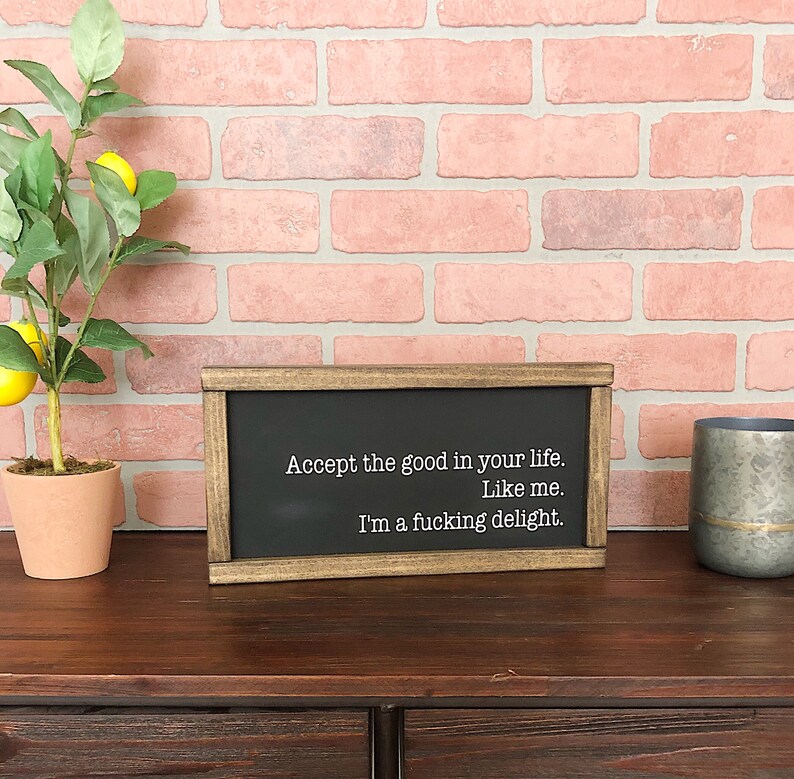 Accept the good in your life.
Like me.
I'm a fucking delight.